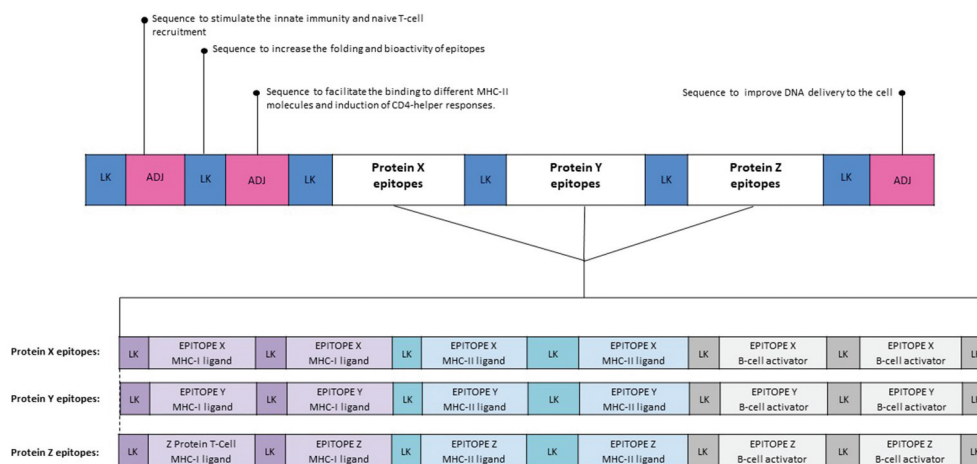 Sequence to stimulate the innate immunity and naive T-cell
recruitment
Sequence to increase the folding and bioactivity of epitopes
Sequence to facilitate the binding to different MHC-II
molecules and induction of CD4-helper responses.
Sequence to improve DNA delivery to the cell
LK ADJ LK ADJ LK Protein X epitopes LK Protein Y epitopes LK Protein Z epitopes LK ADJ
Protein X epitopes: LK EPITOPE X MHC-I ligand LK EPITOPE X MHC-I ligand LK EPITOPE X MHC-II ligand LK EPITOPE X MHC-II ligand LK EPITOPE X B-cell activator LK EPITOPE X B-cell activator LK
Protein Y epitopes: LK EPITOPE Y MHC-I ligand LK EPITOPE Y MHC-I ligand LK EPITOPE Y MHC-II ligand LK EPITOPE Y MHC-II ligand LK EPITOPE Y B-cell activator LK EPITOPE Y B-cell activator LK
Protein Z epitopes: LK Z Protein T-Cell MHC-I ligand LK EPITOPE Z MHC-I ligand LK EPITOPE Z MHC-II ligand LK EPITOPE Z MHC-II ligand LK EPITOPE Z B-cell activator LK EPITOPE Z B-cell activator LK